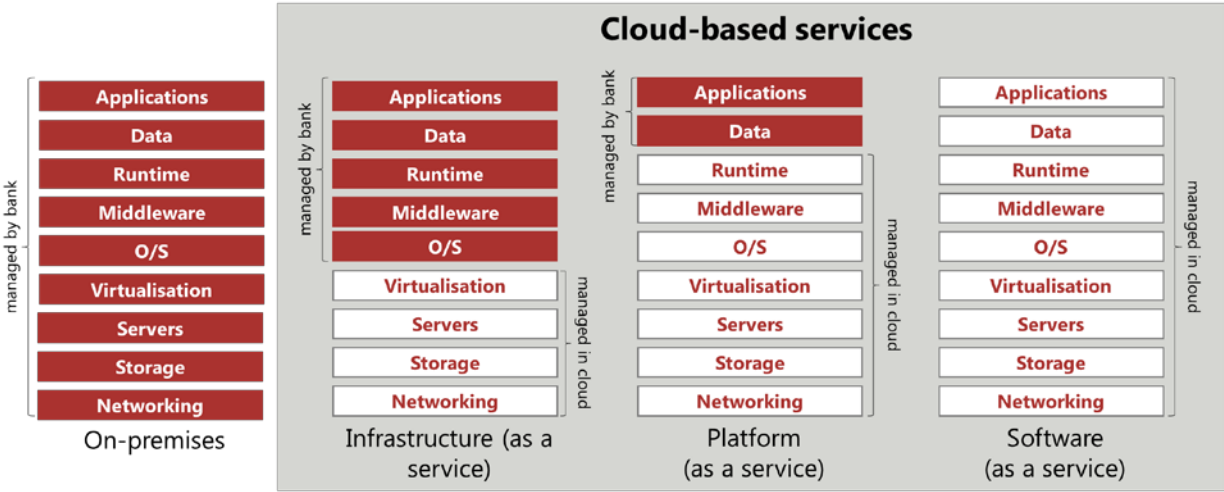 Cloud-based services
managed by bank
Applications
Data
Runtime
Middleware
O/S
Virtualisation
Servers
Storage
Networking
On-premises
managed by bank
Applications
Data
Runtime
Middleware
O/S
Virtualisation
Servers
Storage
Networking
managed in cloud
Infrastructure (as a
service)
managed by bank
Applications
Data
Runtime
Middleware
O/S
Virtualisation
Servers
Storage
Networking
managed in cloud
Platform
(as a service)
Applications
Data
Runtime
Middleware
O/S
Virtualisation
Servers
Storage
Networking
managed in cloud
Software
(as a service)